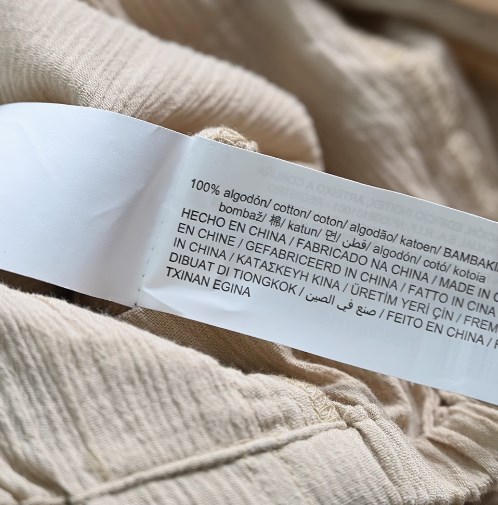 100% algodón/ cotton/ coton/ algodão/ katoen/ BAMBAKI
bombaž/ 棉/ katun/ 면/ قطن/ algodón/ cotó/ kotoia
HECHO EN CHINA / FABRICADO NA CHINA / MADE IN
EN CHINE / GEFABRICEERD IN CHINA / FATTO IN CINA
IN CHINA / ΚΑΤΑΣΚΕΥΗ ΚΙΝΑ / ÜRETİM YERİ ÇİN /
DIBUAT DI TIONGKOK / صنع في الصين / FEITO EN CHINA /
TXINAN EGINA